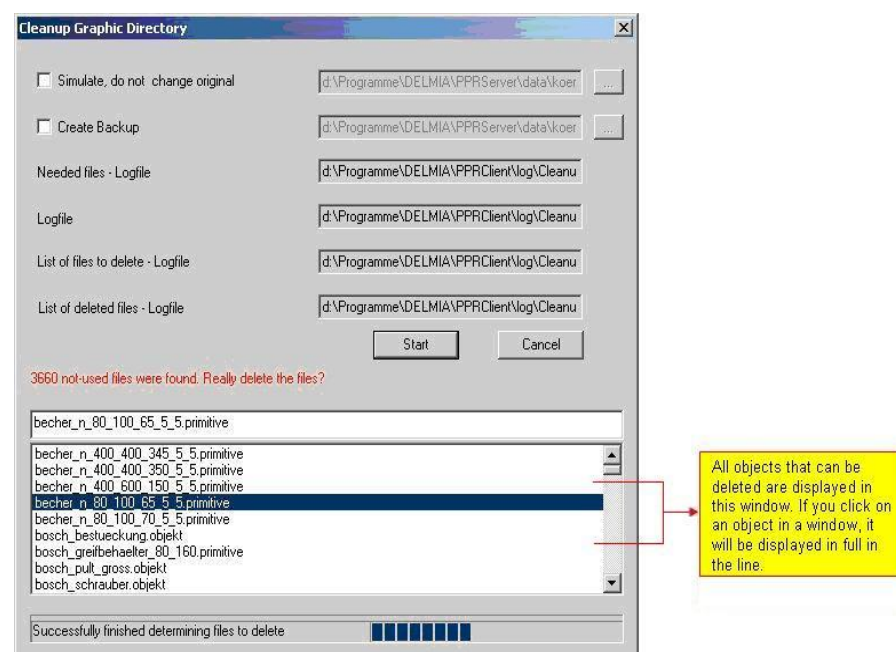 Cleanup Graphic Directory
Simulate, do not change original
d:\Programme\DELMIA\PPRServer\data\koer
...
Create Backup
d:\Programme\DELMIA\PPRServer\data\koer
...
Needed files - Logfile
d:\Programme\DELMIA\PPRClient\log\Cleanu
Logfile
d:\Programme\DELMIA\PPRClient\log\Cleanu
List of files to delete - Logfile
d:\Programme\DELMIA\PPRClient\log\Cleanu
List of deleted files - Logfile
d:\Programme\DELMIA\PPRClient\log\Cleanu
Start
Cancel
3660 not-used files were found. Really delete the files?
becher_n_80_100_65_5_5.primitive
becher_n_400_400_345_5_5.primitive
becher_n_400_400_350_5_5.primitive
becher_n_400_600_150_5_5.primitive
becher_n_80_100_65_5_5.primitive
becher_n_80_100_70_5_5.primitive
bosch_bestueckung.objekt
bosch_greifbehaelter_80_160.primitive
bosch_pult_gross.objekt
bosch_schrauber.objekt
Successfully finished determining files to delete
All objects that can be
deleted are displayed in
this window. If you click on
an object in a window, it
will be displayed in full in
the line.